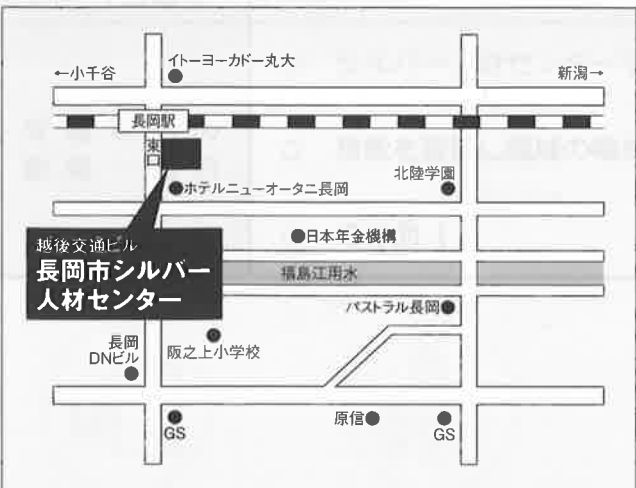 イトーヨーカドー丸大
←小千谷
新潟→
長岡駅
東口
北陸学園
●ホテルニューオータニ長岡
●日本年金機構
越後交通ビル
長岡市シルバー
人材センター
福島江用水
パストラル長岡●
長岡
DNビル
阪之上小学校
原信●
GS
GS